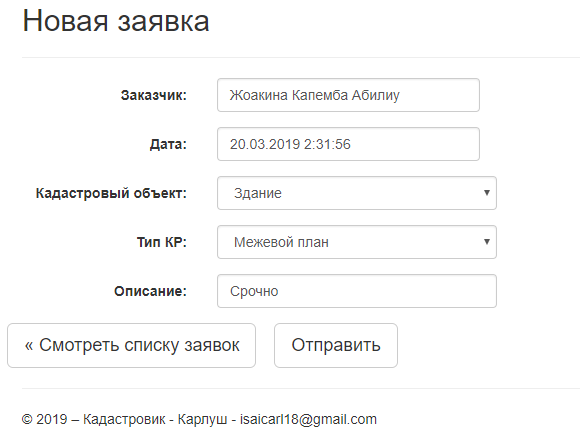 Новая заявка
Заказчик: Жоакина Капемба Абилиу
Дата: 20.03.2019 2:31:56
Кадастровый объект: Здание
Тип КР: Межевой план
Описание: Срочно
« Смотреть списку заявок Отправить
© 2019 – Кадастровик - Карлуш - isaicarl18@gmail.com